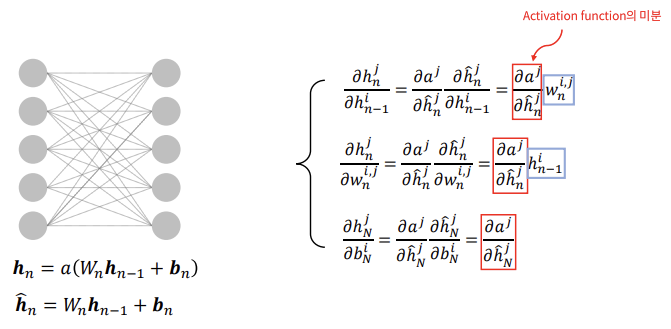 Activation function의 미분
∂h_n^j/∂h_{n-1}^i = ∂a^j/∂ĥ_n^j ∂ĥ_n^j/∂h_{n-1}^i = ∂a^j/∂ĥ_n^j w_n^{i,j}
∂h_n^j/∂w_n^{i,j} = ∂a^j/∂ĥ_n^j ∂ĥ_n^j/∂w_n^{i,j} = ∂a^j/∂ĥ_n^j h_{n-1}^i
∂h_N^j/∂b_N^i = ∂a^j/∂ĥ_N^j ∂ĥ_N^j/∂b_N^i = ∂a^j/∂ĥ_N^j
h_n = a(W_n h_{n-1} + b_n)
ĥ_n = W_n h_{n-1} + b_n